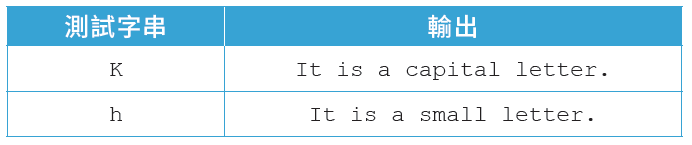 測試字串 輸出
K It is a capital letter.
h It is a small letter.